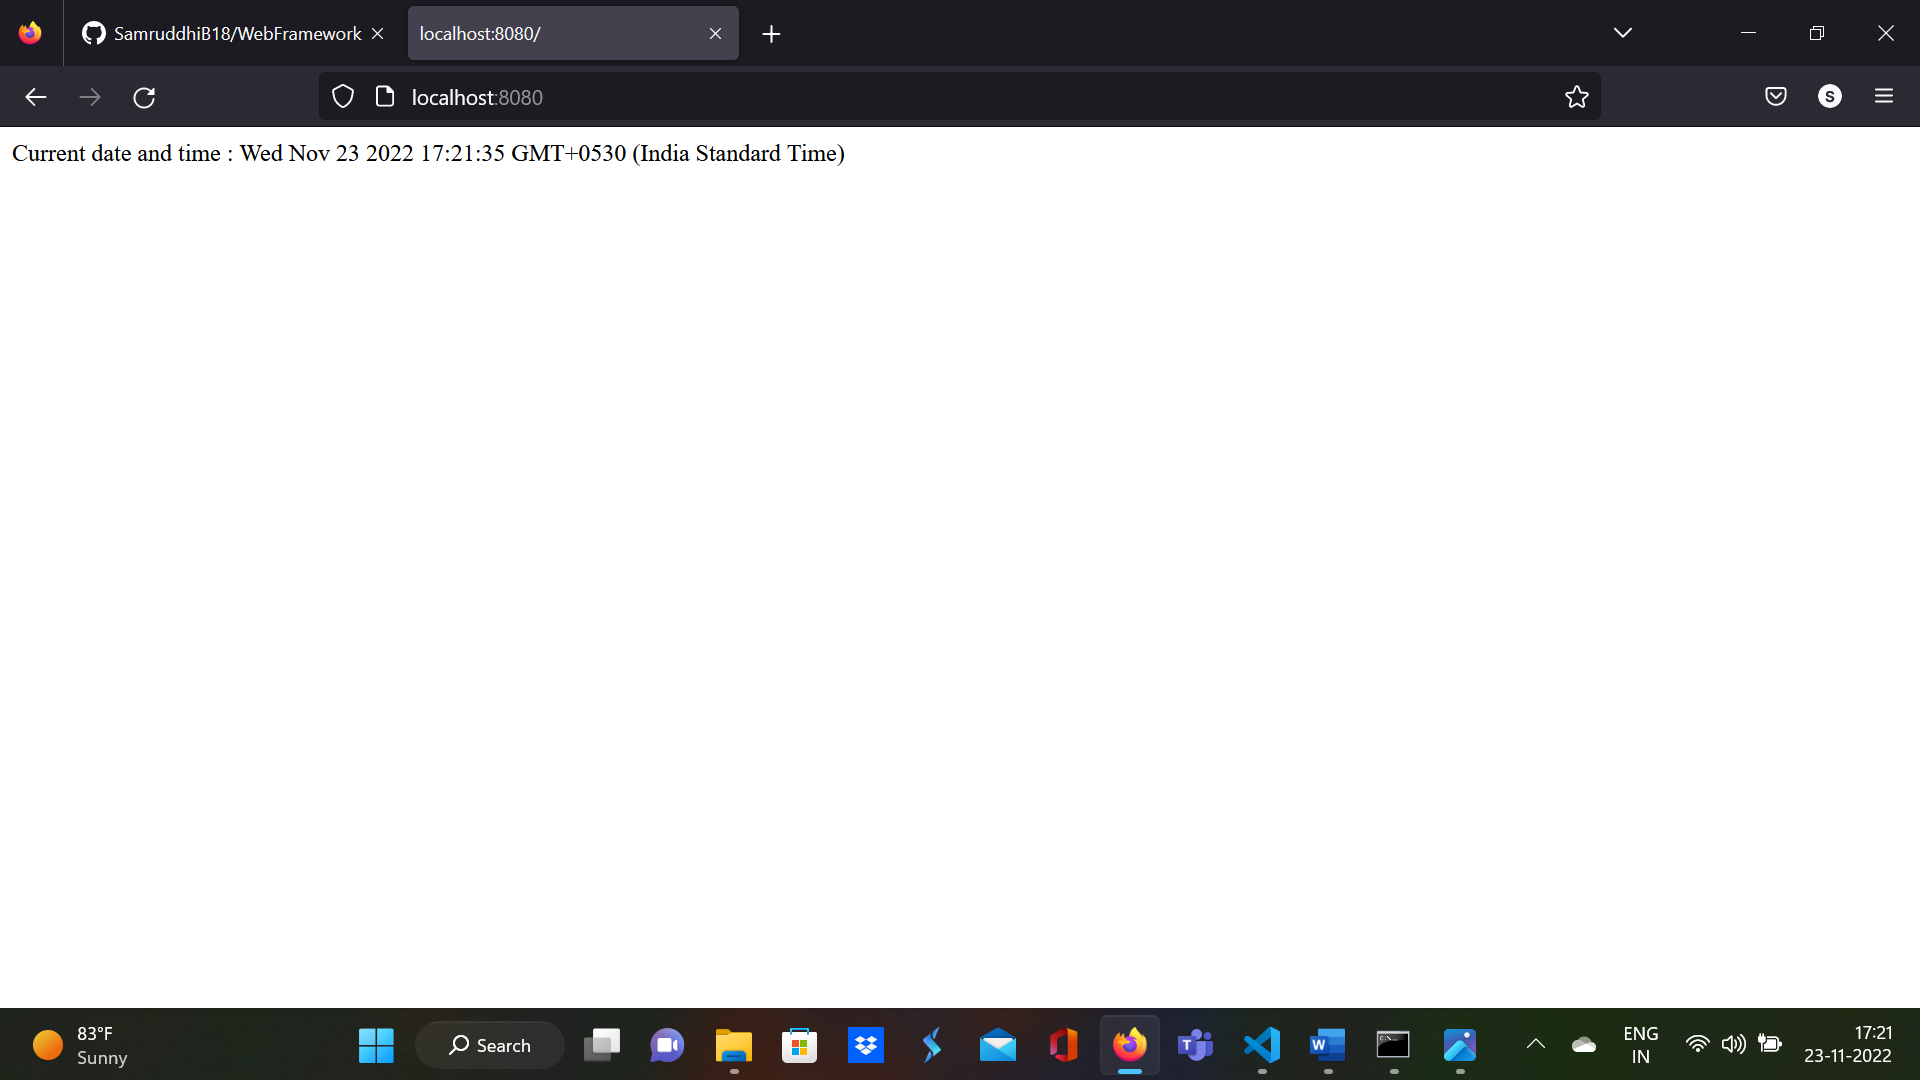 SamruddhiB18/WebFramework
localhost:8080/
localhost:8080
S
Current date and time : Wed Nov 23 2022 17:21:35 GMT+0530 (India Standard Time)
83°F
Sunny
Search
ENG
IN
17:21
23-11-2022